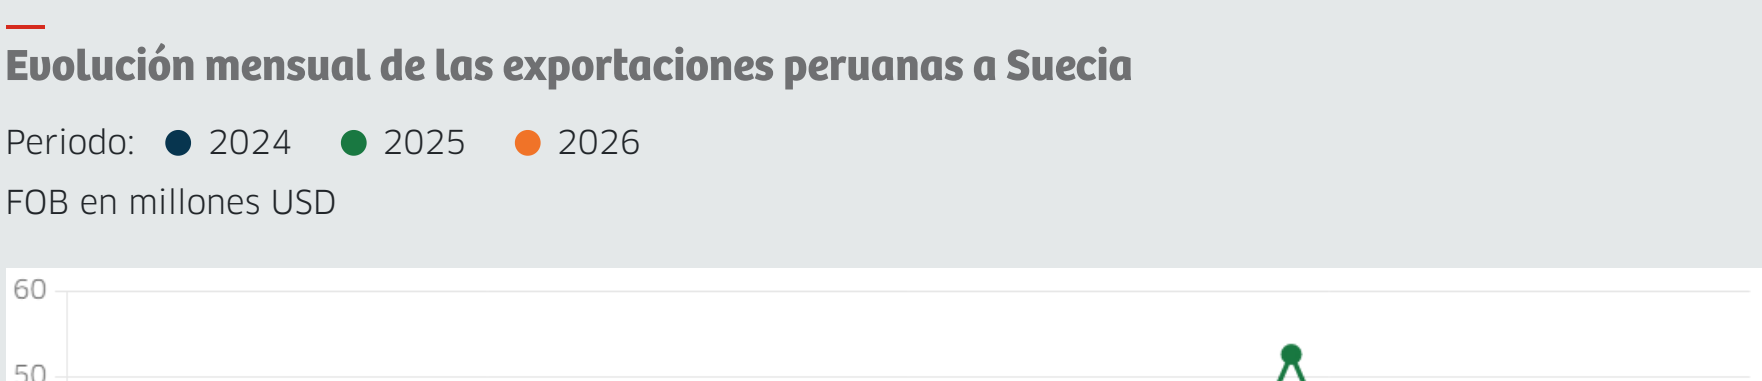 Evolución mensual de las exportaciones peruanas a Suecia
Periodo: 2024 2025 2026
FOB en millones USD
60
50